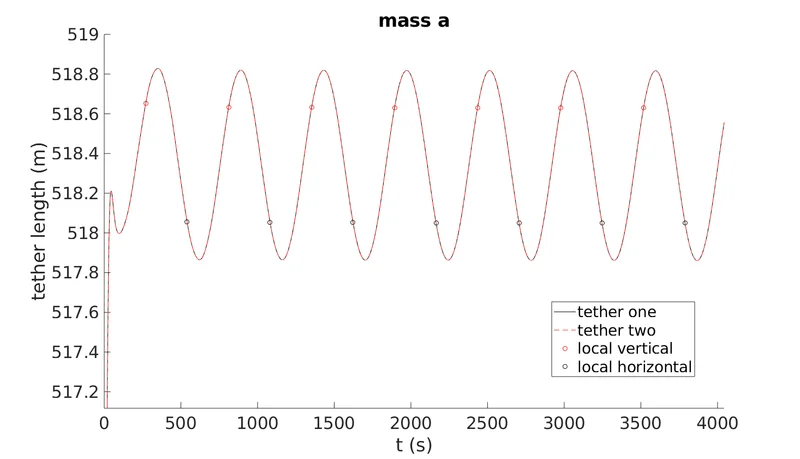 mass a
519
518.8
518.6
518.4
518.2
518
517.8
517.6
517.4
517.2
tether length (m)
0 500 1000 1500 2000 2500 3000 3500 4000
t (s)
tether one
tether two
local vertical
local horizontal